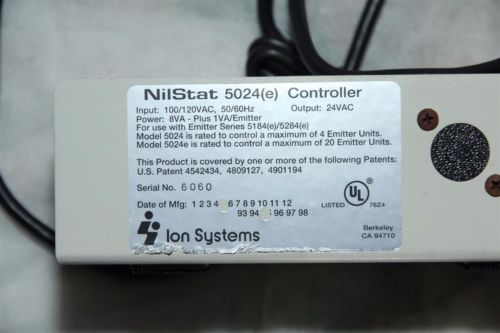 NilStat 5024(e) Controller
Input: 100/120VAC, 50/60Hz Output: 24VAC
Power: 8VA - Plus 1VA/Emitter
For use with Emitter Series 5184(e)/5284(e)
Model 5024 is rated to control a maximum of 4 Emitter Units.
Model 5024e is rated to control a maximum of 20 Emitter Units.
This Product is covered by one or more of the following Patents:
U.S. Patent 4542434, 4809127, 4901194
Serial No. 6060
Date of Mfg: 1 2 3 4 6 7 8 9 10 11 12
93 94 96 97 98
UL
LISTED 76Z4
Ion Systems
Berkeley
CA 94710